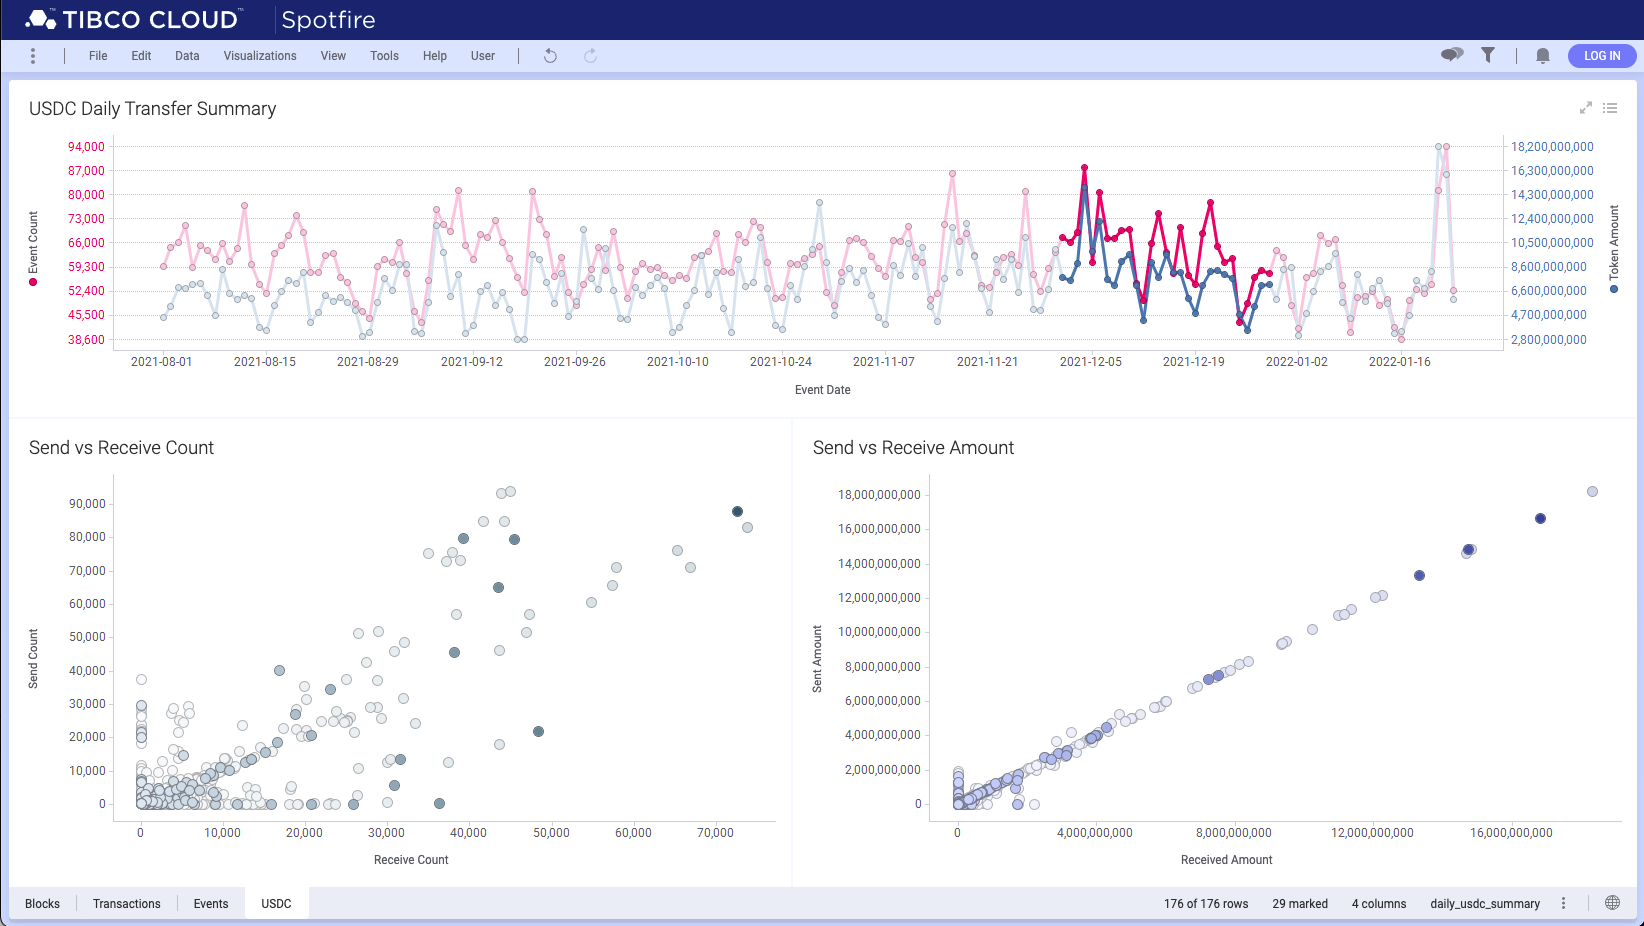 TIBCO CLOUD™ Spotfire
File Edit Data Visualizations View Tools Help User LOG IN
USDC Daily Transfer Summary
Event Count
94,000
87,000
80,000
73,000
66,000
59,300
52,400
45,500
38,600
18,200,000,000
16,300,000,000
14,300,000,000
12,400,000,000
10,500,000,000
8,600,000,000
6,600,000,000
4,700,000,000
2,800,000,000
Token Amount
2021-08-01 2021-08-15 2021-08-29 2021-09-12 2021-09-26 2021-10-10 2021-10-24 2021-11-07 2021-11-21 2021-12-05 2021-12-19 2022-01-02 2022-01-16
Event Date
Send vs Receive Count
Send Count
90,000
80,000
70,000
60,000
50,000
40,000
30,000
20,000
10,000
0
0 10,000 20,000 30,000 40,000 50,000 60,000 70,000
Receive Count
Send vs Receive Amount
Sent Amount
18,000,000,000
16,000,000,000
14,000,000,000
12,000,000,000
10,000,000,000
8,000,000,000
6,000,000,000
4,000,000,000
2,000,000,000
0
0 4,000,000,000 8,000,000,000 12,000,000,000 16,000,000,000
Received Amount
Blocks Transactions Events USDC 176 of 176 rows 29 marked 4 columns daily_usdc_summary